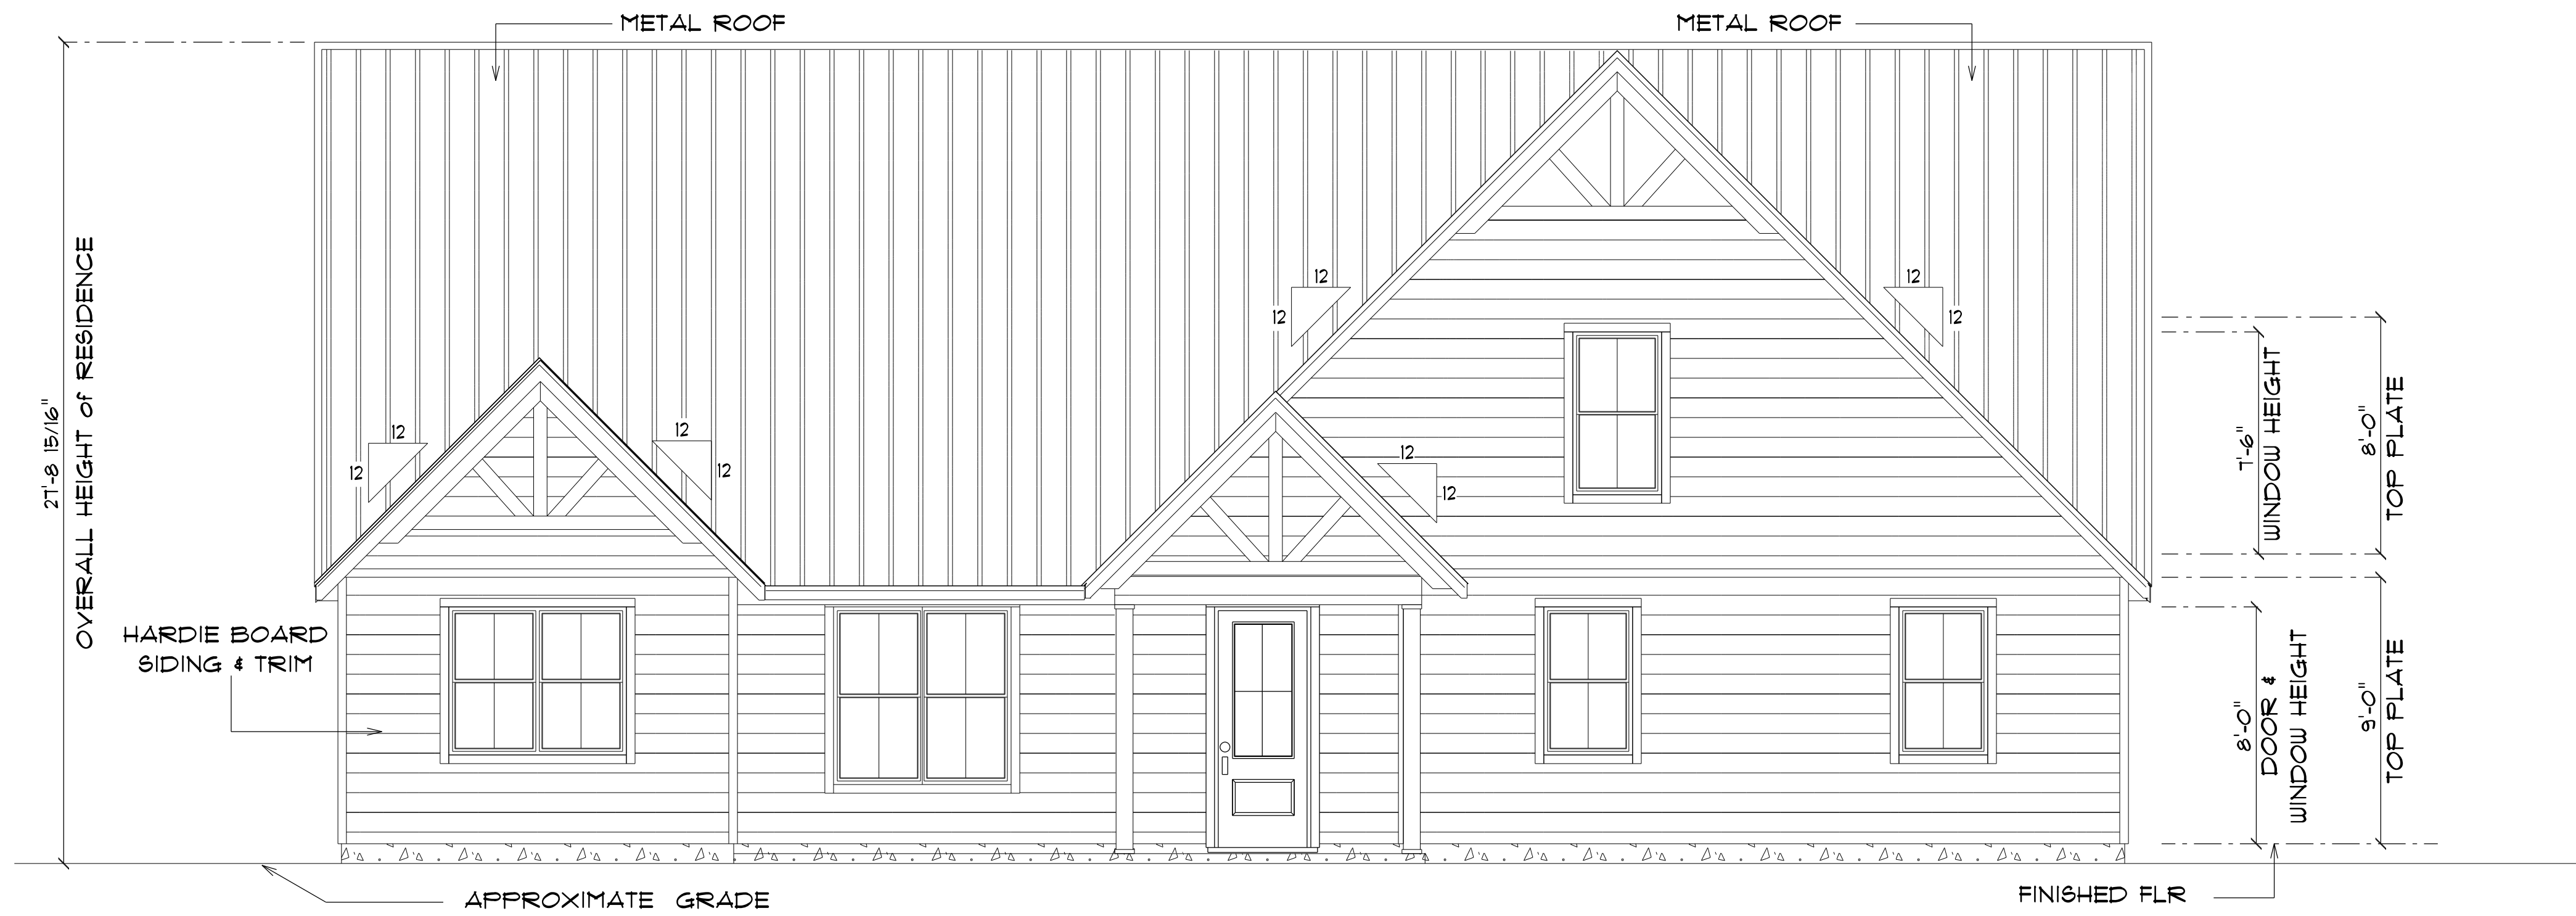 METAL ROOF
METAL ROOF
12
12
12
12
12
12
12
12
12
12
27'-8 15/16"
OVERALL HEIGHT of RESIDENCE
HARDIE BOARD
SIDING & TRIM
7'-6"
WINDOW HEIGHT
8'-0"
TOP PLATE
8'-0"
DOOR &
WINDOW HEIGHT
9'-0"
TOP PLATE
APPROXIMATE GRADE
FINISHED FLR